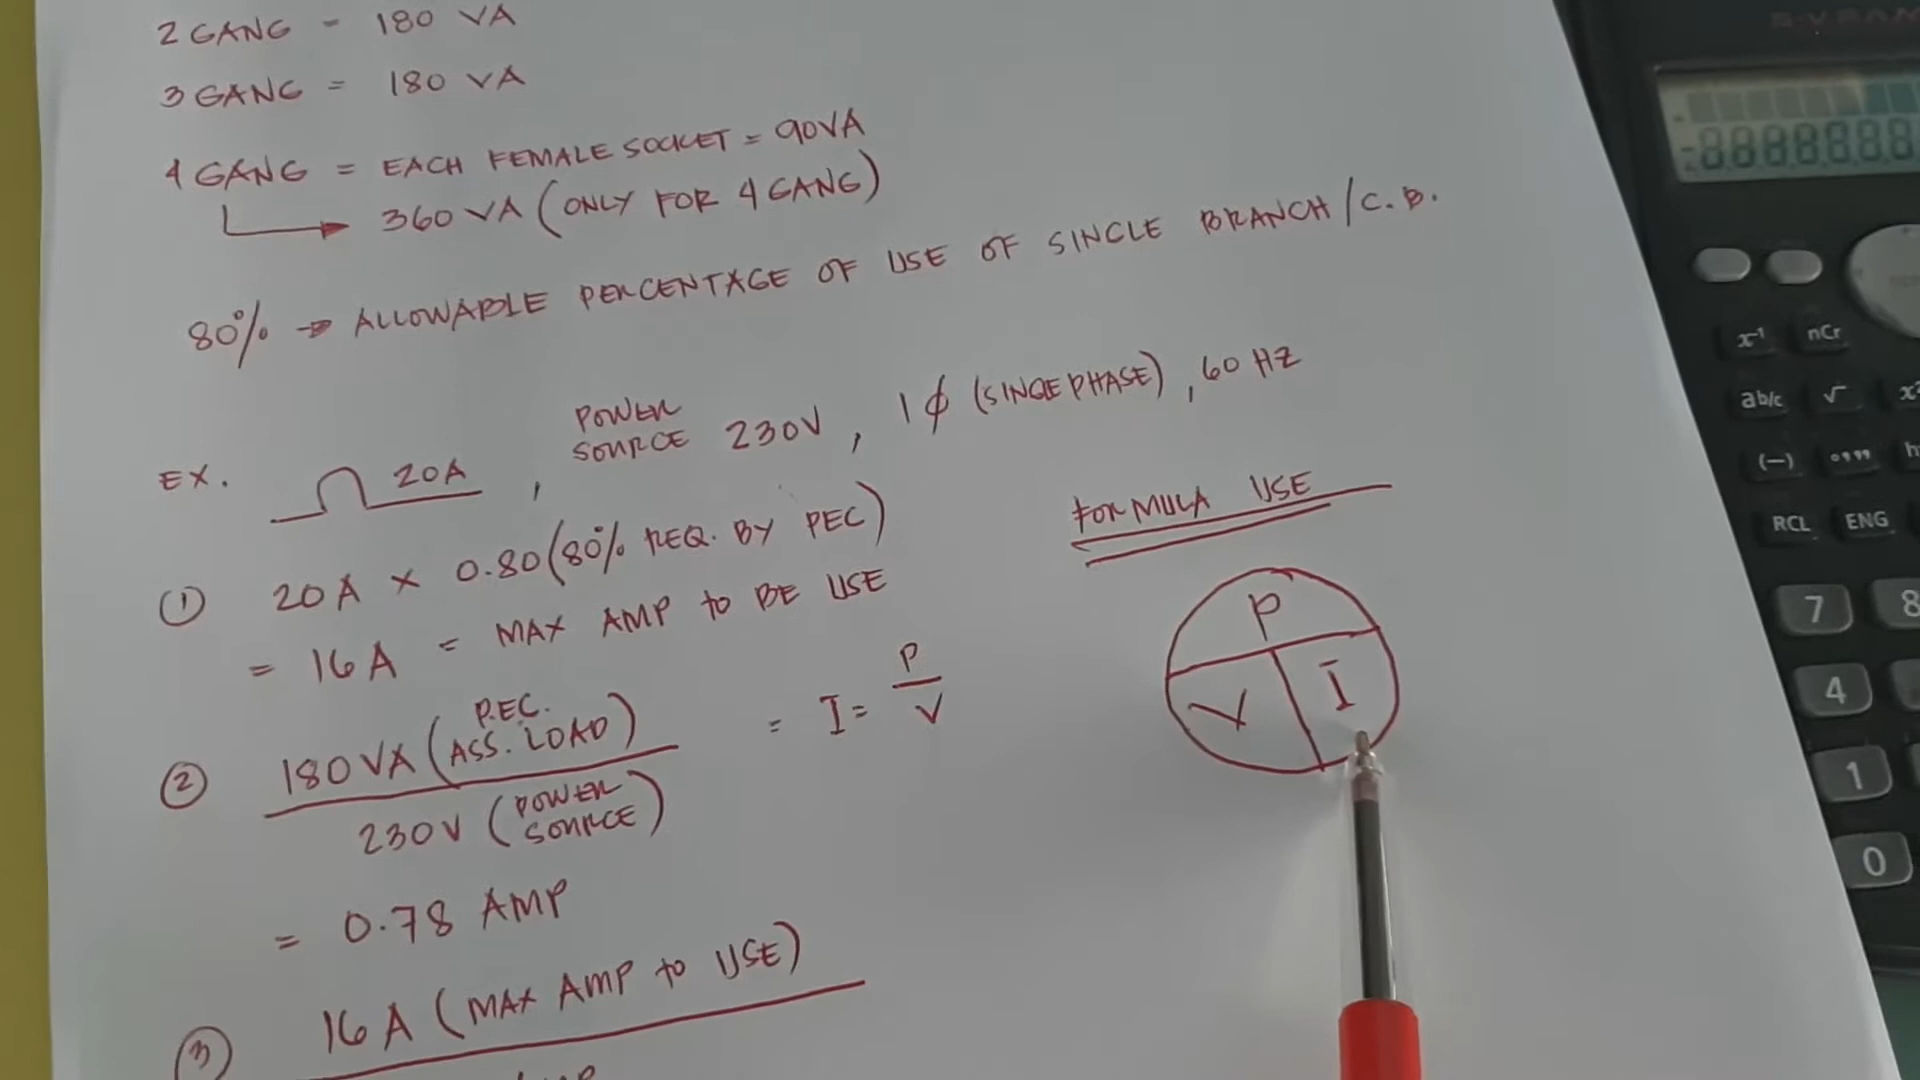 2 GANG - 180 VA
3 GANG = 180 VA
4 GANG = EACH FEMALE SOCKET = 90VA
360 VA (ONLY FOR 4 GANG)
80% → ALLOWABLE PERCENTAGE OF USE OF SINGLE BRANCH / C.B.
EX. 20A , POWER SOURCE 230V , 1φ (SINGLE PHASE) , 60 HZ
① 20A × 0.80 (80% REQ. BY PEC)
= 16A = MAX AMP TO BE USE
② 180VA (P.E.C. ASS. LOAD) = I = P / V
230V (POWER SOURCE)
= 0.78 AMP
③ 16A (MAX AMP TO USE)
FORMULA USE
P
V I
x⁻¹ nCr
ab/c √ x²
(−) °'"
RCL ENG
7 8
4
1
0